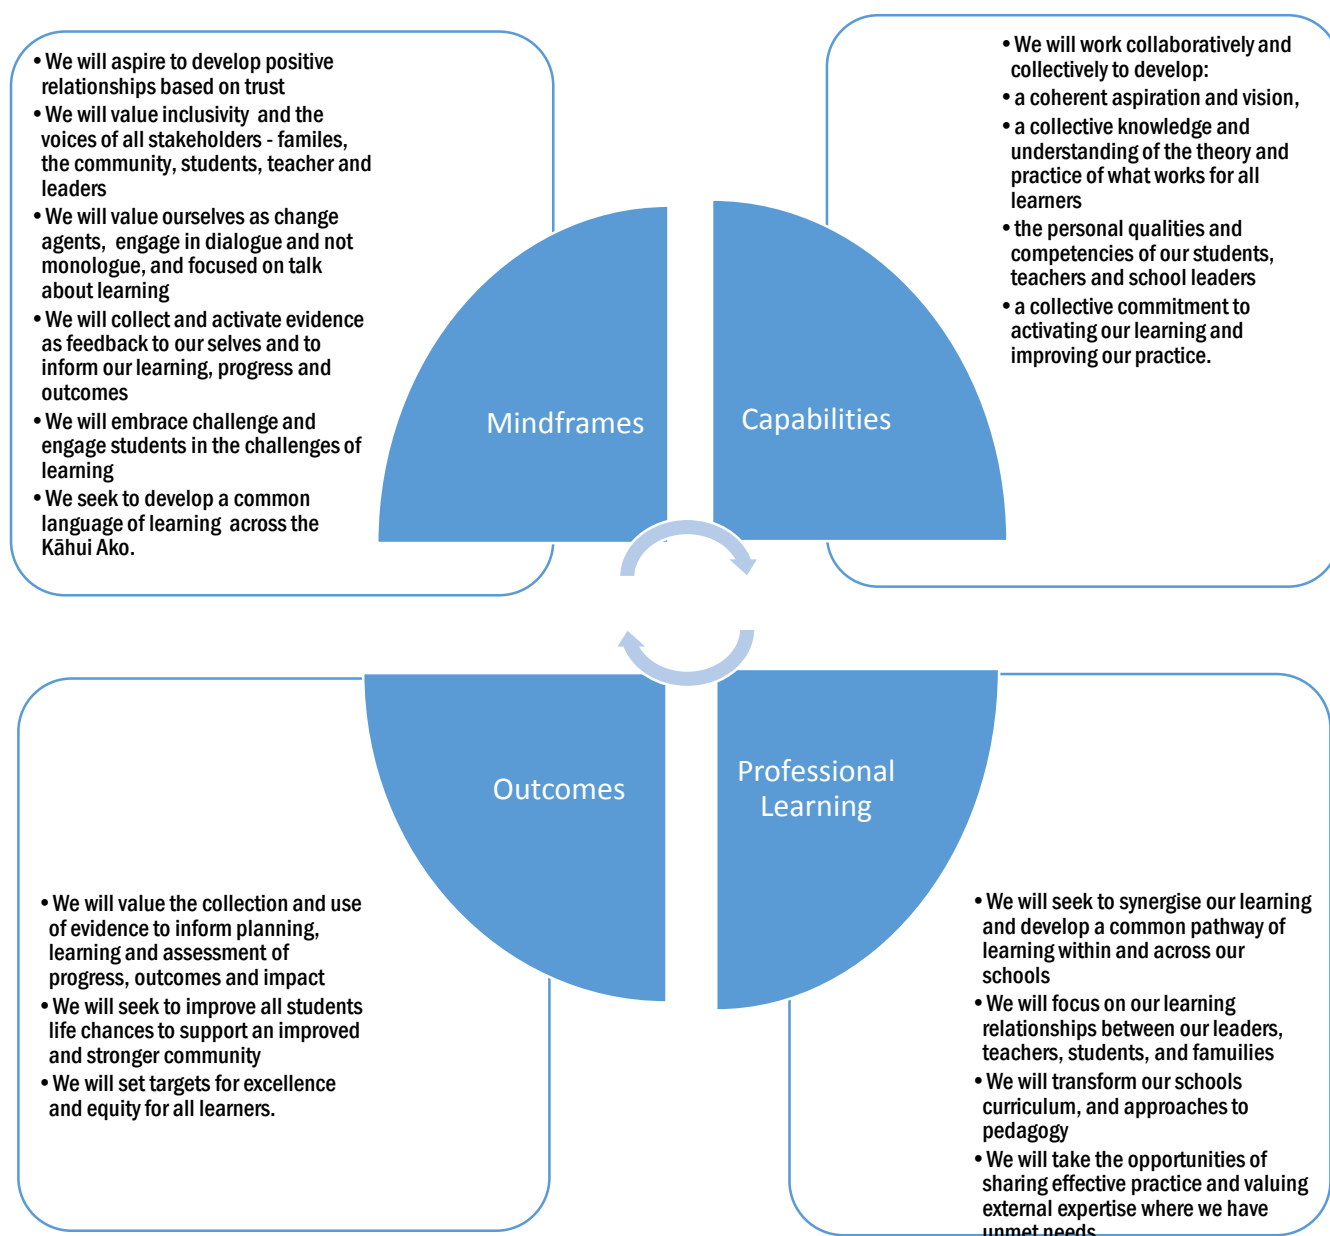 • We will aspire to develop positive
relationships based on trust
• We will value inclusivity and the
voices of all stakeholders - familes,
the community, students, teacher and
leaders
• We will value ourselves as change
agents, engage in dialogue and not
monologue, and focused on talk
about learning
• We will collect and activate evidence
as feedback to our selves and to
inform our learning, progress and
outcomes
• We will embrace challenge and
engage students in the challenges of
learning
• We seek to develop a common
language of learning across the
Kāhui Ako.
Mindframes
• We will work collaboratively and
collectively to develop:
• a coherent aspiration and vision,
• a collective knowledge and
understanding of the theory and
practice of what works for all
learners
• the personal qualities and
competencies of our students,
teachers and school leaders
• a collective commitment to
activating our learning and
improving our practice.
Capabilities
Outcomes
• We will value the collection and use
of evidence to inform planning,
learning and assessment of
progress, outcomes and impact
• We will seek to improve all students
life chances to support an improved
and stronger community
• We will set targets for excellence
and equity for all learners.
Professional
Learning
• We will seek to synergise our learning
and develop a common pathway of
learning within and across our
schools
• We will focus on our learning
relationships between our leaders,
teachers, students, and famuilies
• We will transform our schools
curriculum, and approaches to
pedagogy
• We will take the opportunities of
sharing effective practice and valuing
external expertise where we have
unmet needs